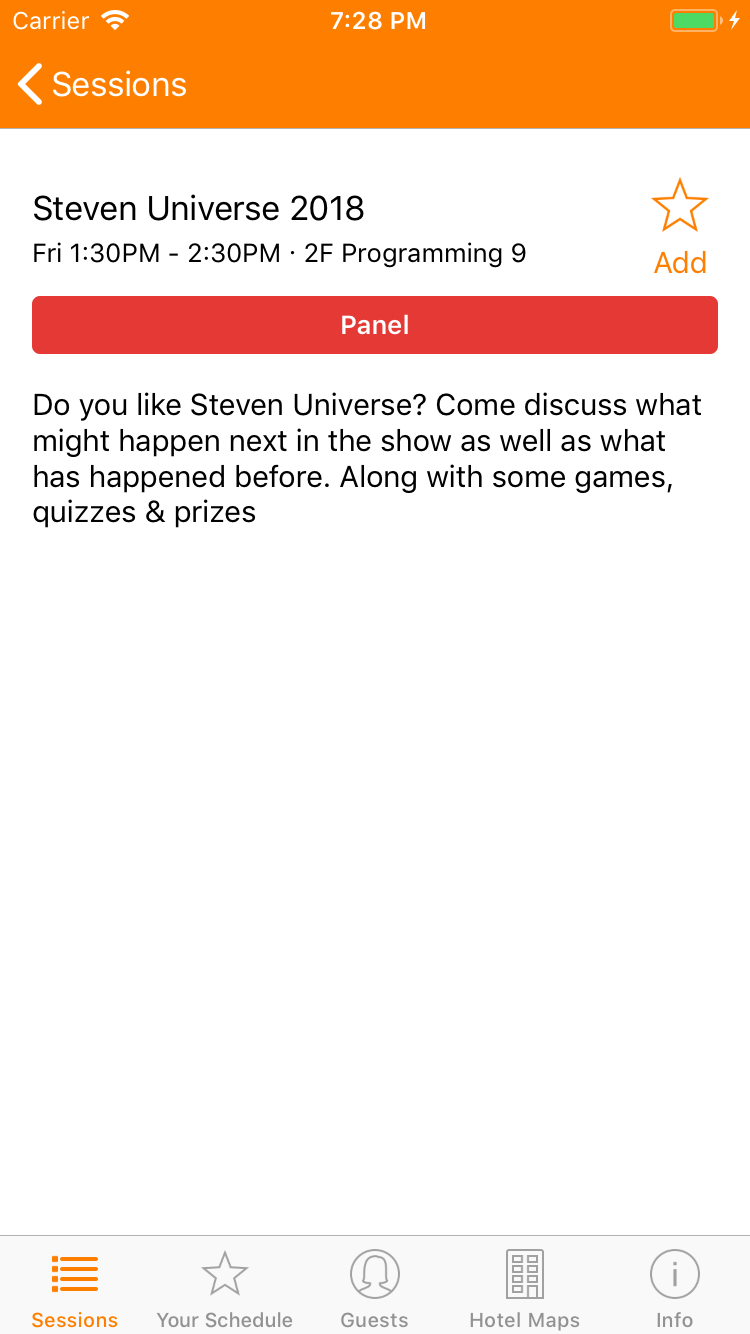 Carrier 7:28 PM
Sessions
Steven Universe 2018
Fri 1:30PM - 2:30PM · 2F Programming 9
Add
Panel
Do you like Steven Universe? Come discuss what
might happen next in the show as well as what
has happened before. Along with some games,
quizzes & prizes
Sessions Your Schedule Guests Hotel Maps Info